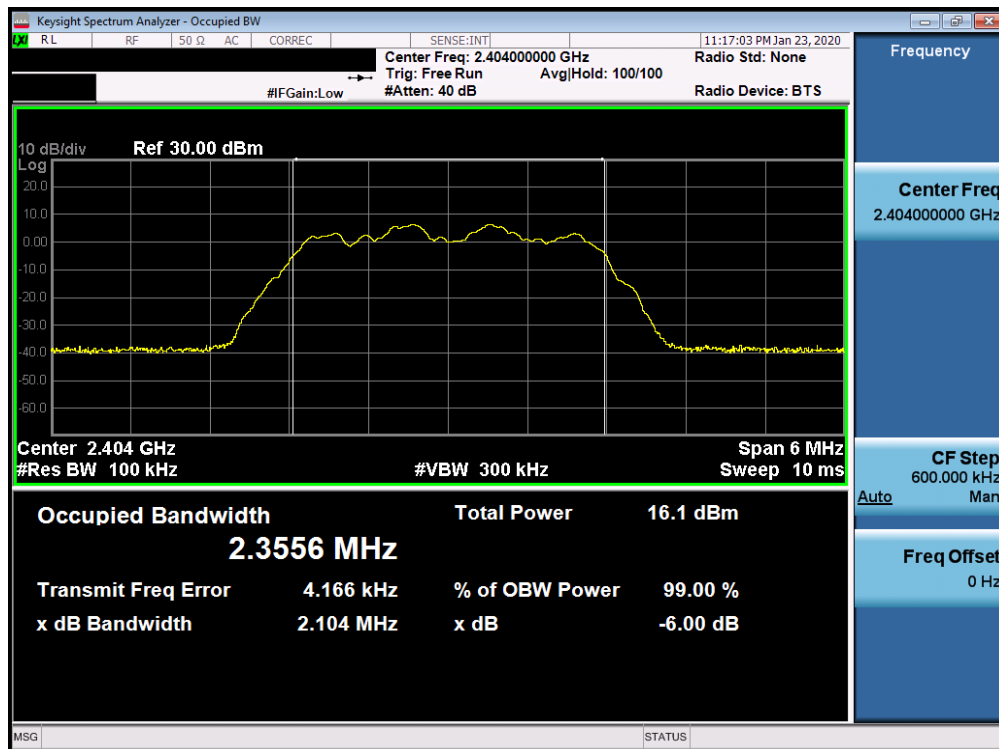 Keysight Spectrum Analyzer - Occupied BW
LXI RL RF 50 Ω AC CORREC SENSE:INT 11:17:03 PM Jan 23, 2020
Center Freq: 2.404000000 GHz Radio Std: None
Trig: Free Run Avg|Hold: 100/100
#IFGain:Low #Atten: 40 dB Radio Device: BTS
10 dB/div Ref 30.00 dBm
Log
20.0
10.0
0.00
-10.0
-20.0
-30.0
-40.0
-50.0
-60.0
Center 2.404 GHz Span 6 MHz
#Res BW 100 kHz #VBW 300 kHz Sweep 10 ms
Occupied Bandwidth Total Power 16.1 dBm
2.3556 MHz
Transmit Freq Error 4.166 kHz % of OBW Power 99.00 %
x dB Bandwidth 2.104 MHz x dB -6.00 dB
MSG STATUS
Frequency
Center Freq
2.404000000 GHz
CF Step
600.000 kHz
Auto Man
Freq Offset
0 Hz